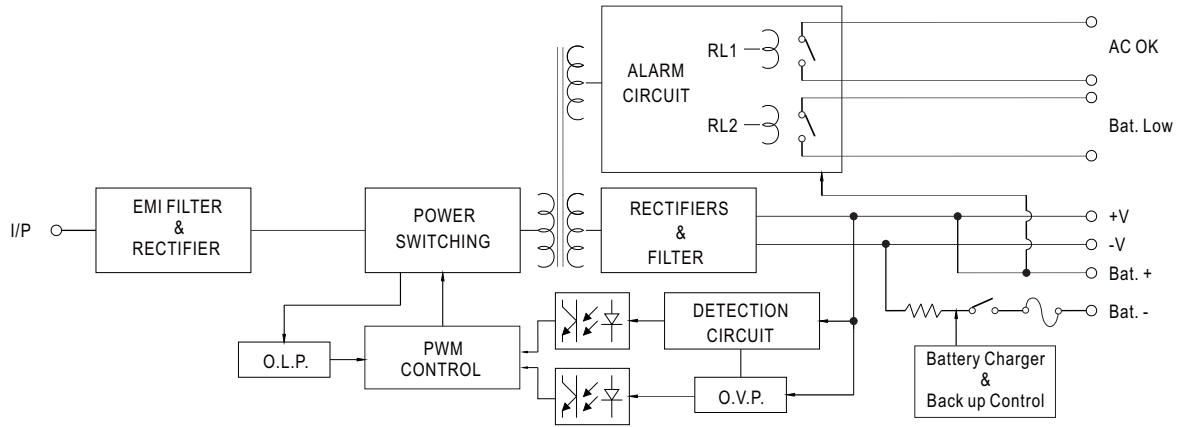 ALARM
CIRCUIT
RL1
RL2
AC OK
Bat. Low
I/P
EMI FILTER
&
RECTIFIER
POWER
SWITCHING
RECTIFIERS
&
FILTER
+V
-V
Bat. +
Bat. -
O.L.P.
PWM
CONTROL
DETECTION
CIRCUIT
O.V.P.
Battery Charger
&
Back up Control